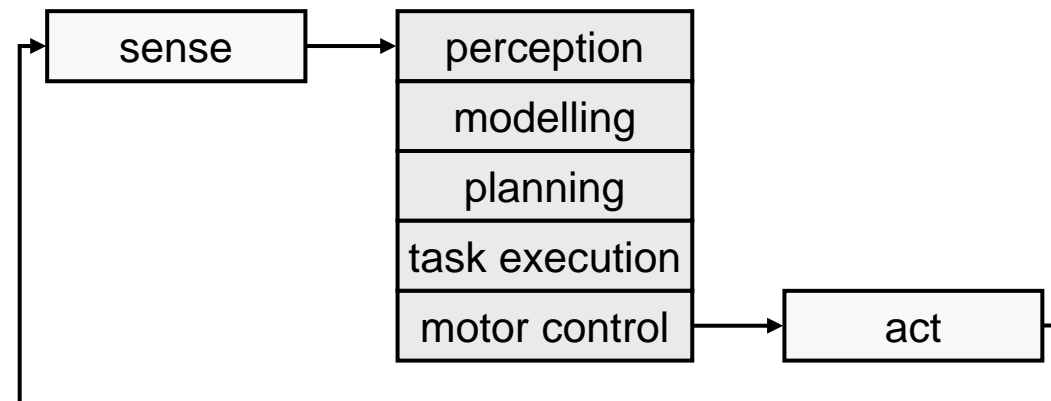 sense
perception
modelling
planning
task execution
motor control
act